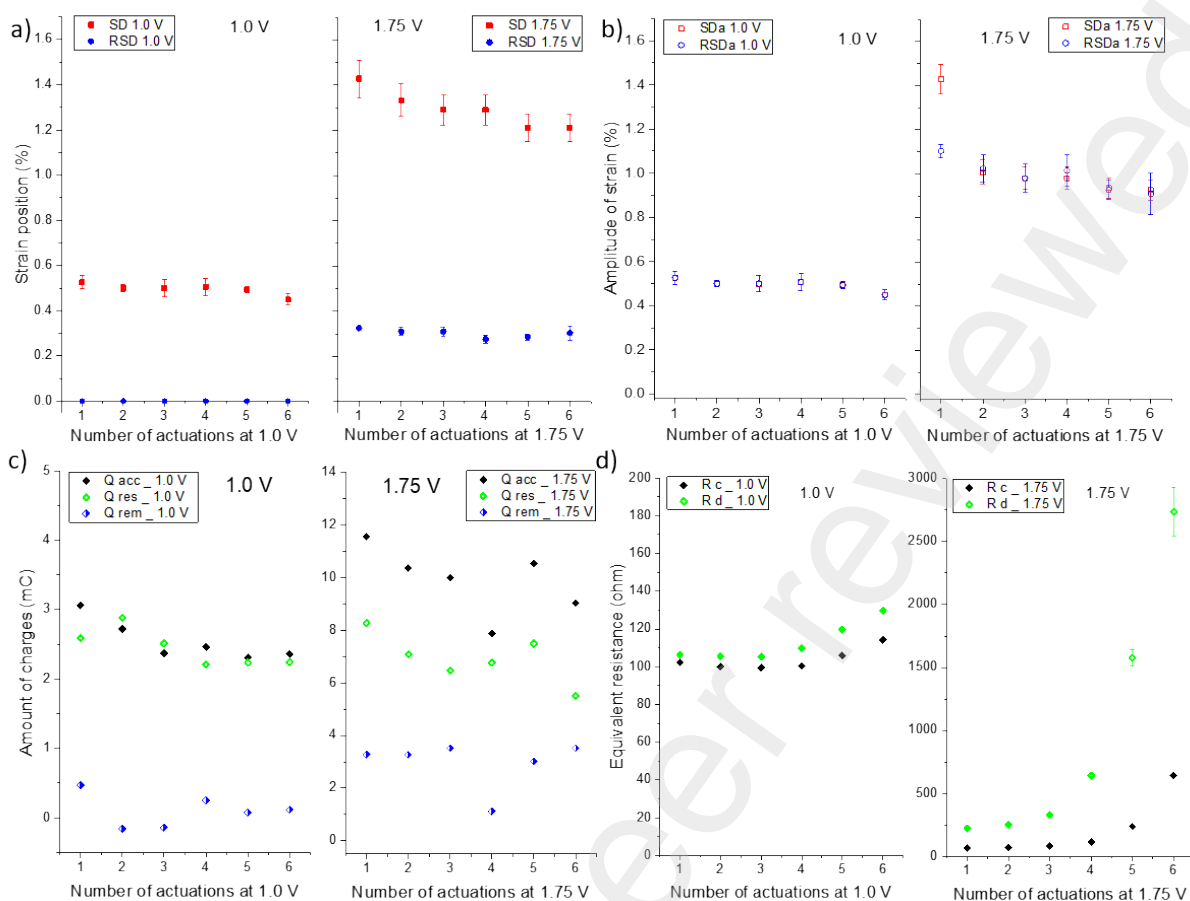 a)
SD 1.0 V
RSD 1.0 V
1.0 V
1.75 V
SD 1.75 V
RSD 1.75 V
Strain position (%)
1.6
1.4
1.2
1.0
0.8
0.6
0.4
0.2
0.0
1 2 3 4 5 6
Number of actuations at 1.0 V
1 2 3 4 5 6
Number of actuations at 1.75 V
b)
SDa 1.0 V
RSDa 1.0 V
1.0 V
1.75 V
SDa 1.75 V
RSDa 1.75 V
Amplitude of strain (%)
1.6
1.4
1.2
1.0
0.8
0.6
0.4
0.2
0.0
1 2 3 4 5 6
Number of actuations at 1.0 V
1 2 3 4 5 6
Number of actuations at 1.75 V
c)
Q acc_ 1.0 V
Q res _ 1.0 V
Q rem _ 1.0 V
1.0 V
Amount of charges (mC)
5
4
3
2
1
0
1 2 3 4 5 6
Number of actuations at 1.0 V
1.75 V
Q acc _ 1.75 V
Q res _ 1.75 V
Q rem _ 1.75 V
14
12
10
8
6
4
2
0
1 2 3 4 5 6
Number of actuations at 1.75 V
d)
R c _ 1.0 V
R d _ 1.0 V
1.0 V
Equivalent resistance (ohm)
200
180
160
140
120
100
80
60
40
20
0
1 2 3 4 5 6
Number of actuations at 1.0 V
R c _ 1.75 V
R d _ 1.75 V
1.75 V
3000
2500
2000
1500
1000
500
0
1 2 3 4 5 6
Number of actuations at 1.75 V
eer reviewed